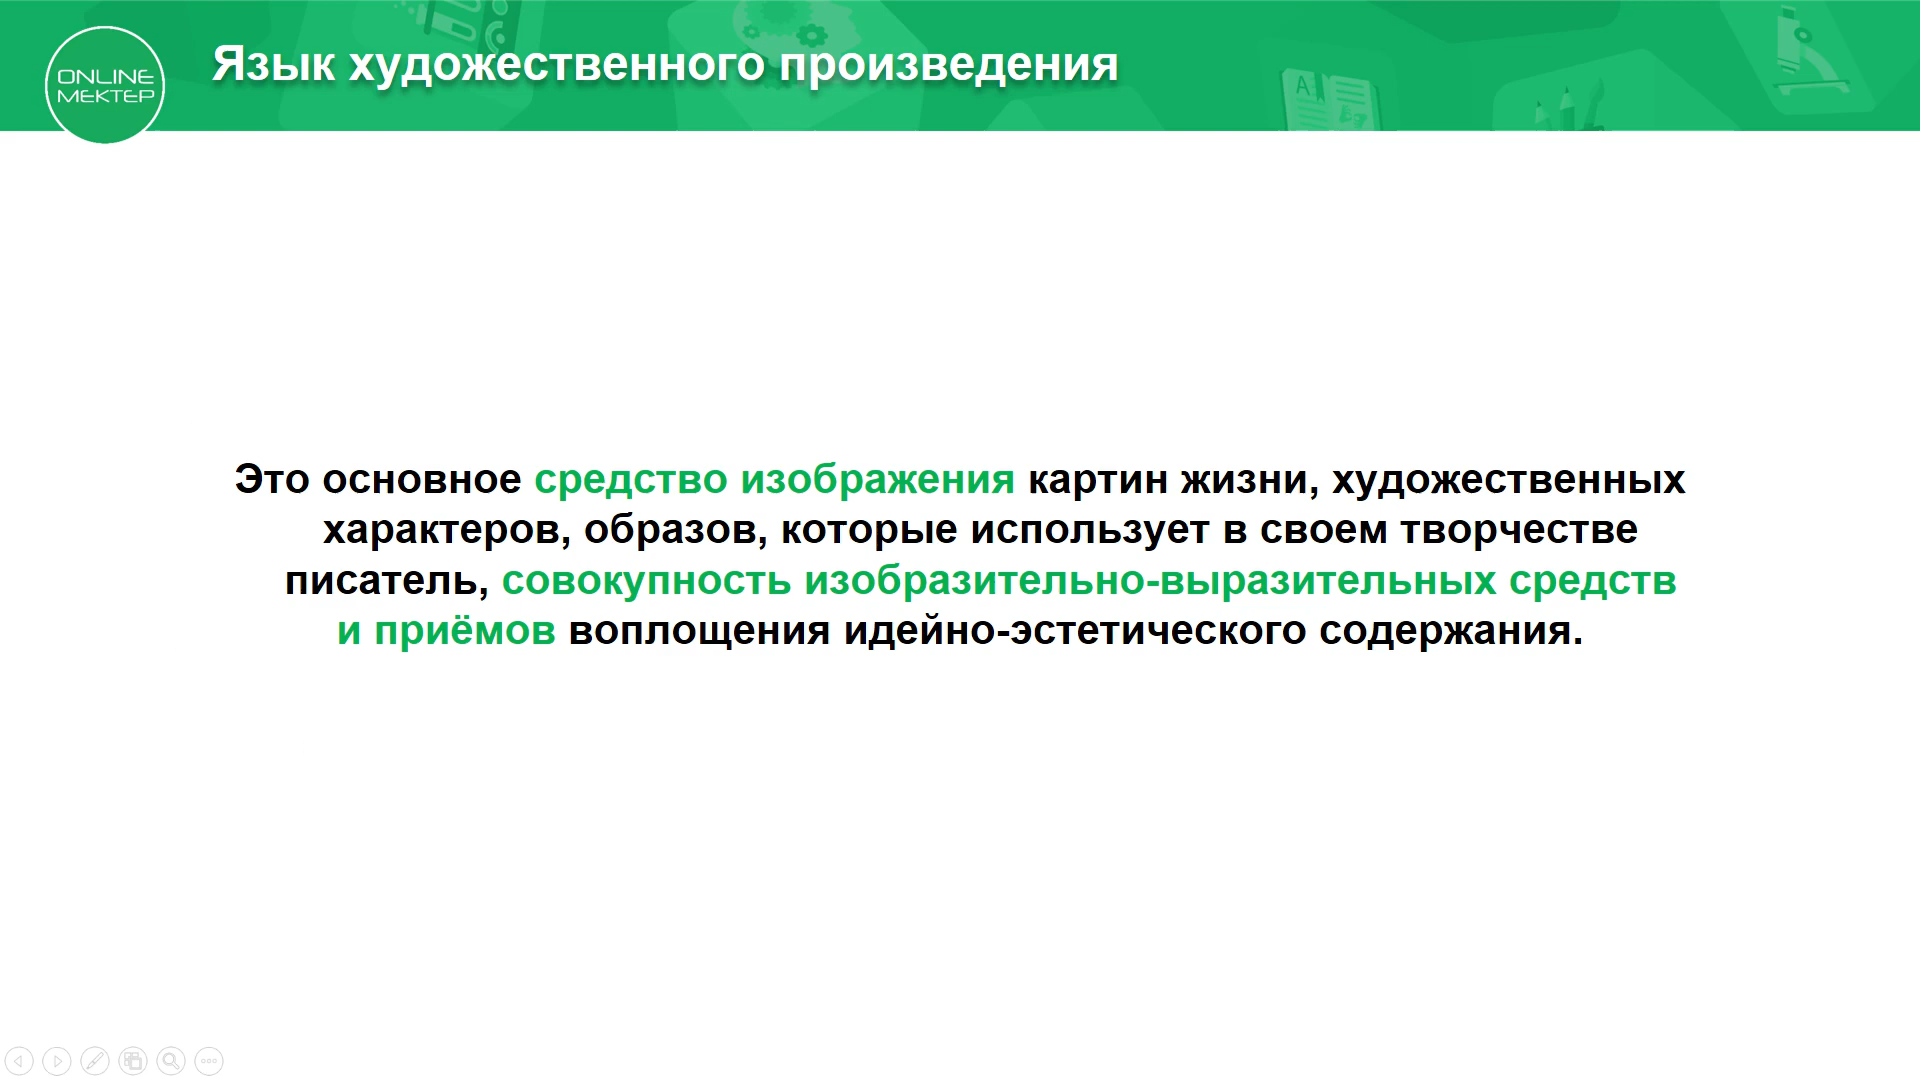 Язык художественного произведения
ONLINE
MEKTEP
Это основное средство изображения картин жизни, художественных
характеров, образов, которые использует в своем творчестве
писатель, совокупность изобразительно-выразительных средств
и приёмов воплощения идейно-эстетического содержания.